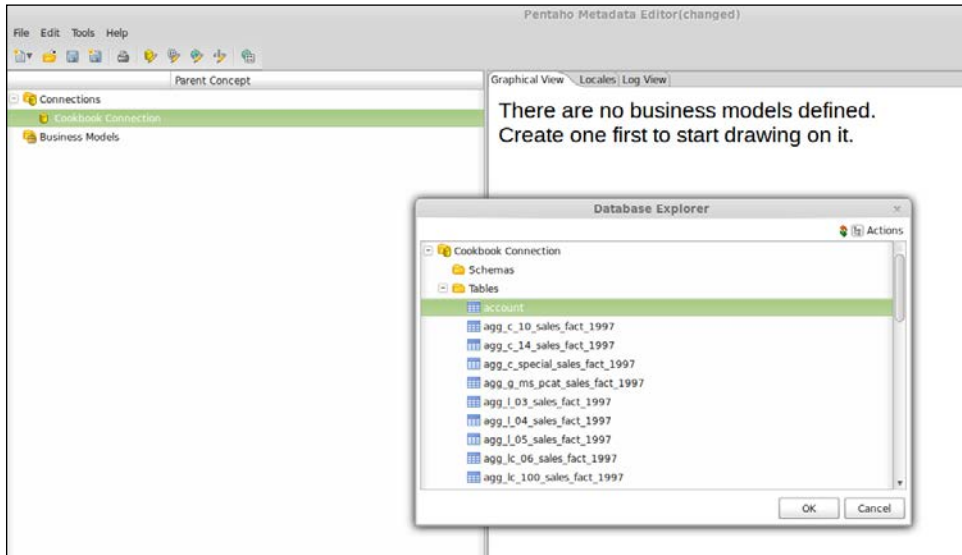 Pentaho Metadata Editor(changed)
File Edit Tools Help
Parent Concept
Connections
Cookbook Connection
Business Models
Graphical View Locales Log View
There are no business models defined.
Create one first to start drawing on it.
Database Explorer
Actions
Cookbook Connection
Schemas
Tables
account
agg_c_10_sales_fact_1997
agg_c_14_sales_fact_1997
agg_c_special_sales_fact_1997
agg_g_ms_pcat_sales_fact_1997
agg_l_03_sales_fact_1997
agg_l_04_sales_fact_1997
agg_l_05_sales_fact_1997
agg_lc_06_sales_fact_1997
agg_lc_100_sales_fact_1997
OK Cancel